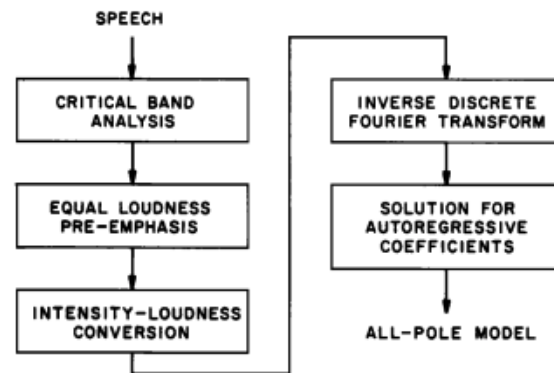 SPEECH
CRITICAL BAND
ANALYSIS
EQUAL LOUDNESS
PRE-EMPHASIS
INTENSITY-LOUDNESS
CONVERSION
INVERSE DISCRETE
FOURIER TRANSFORM
SOLUTION FOR
AUTOREGRESSIVE
COEFFICIENTS
ALL-POLE MODEL